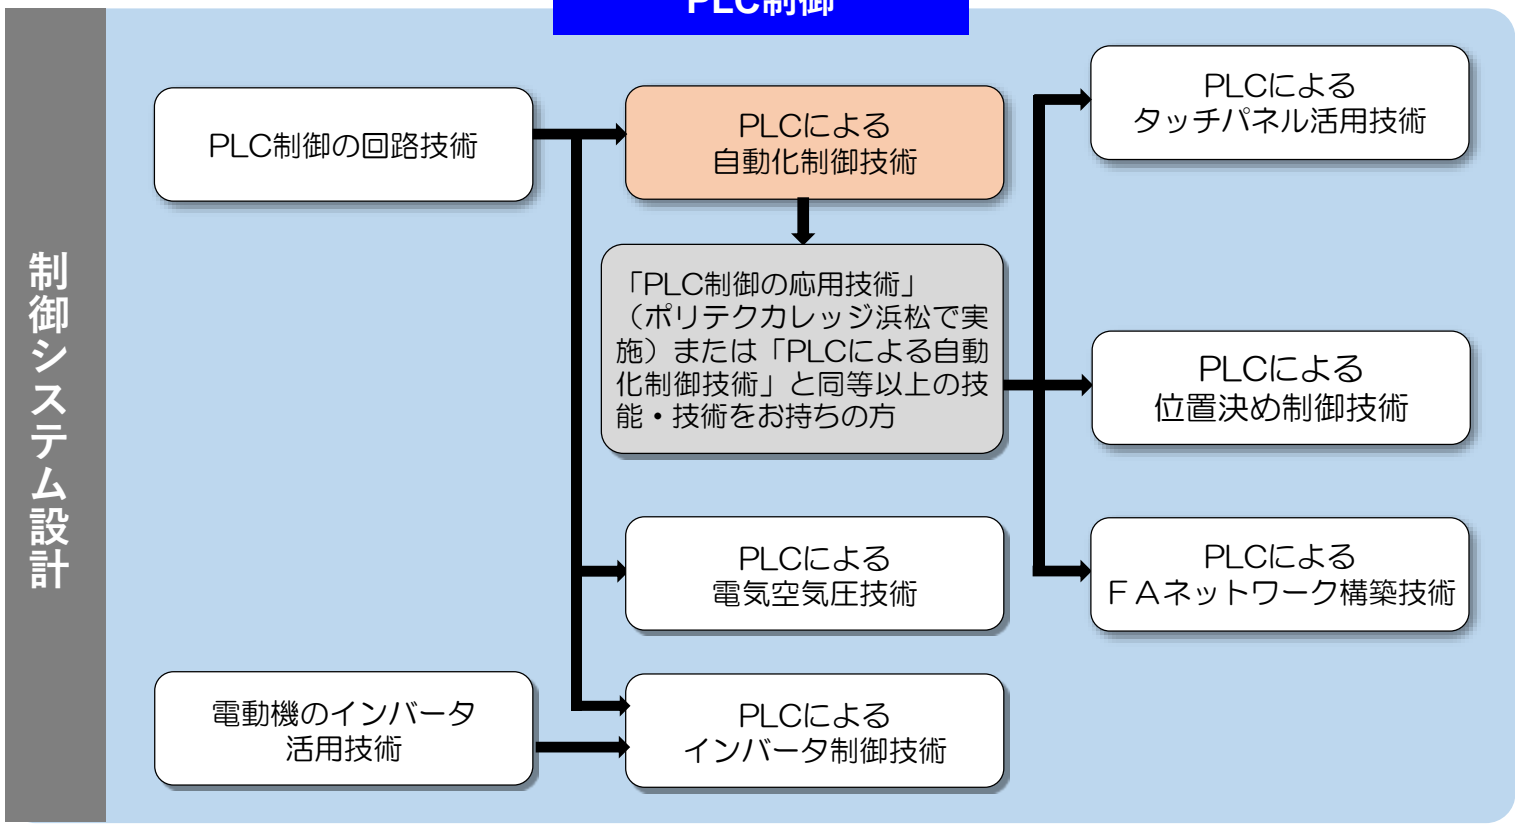 PLC制御
制御システム設計
PLC制御の回路技術
PLCによる
自動化制御技術
「PLC制御の応用技術」
（ポリテクカレッジ浜松で実
施）または「PLCによる自動
化制御技術」と同等以上の技
能・技術をお持ちの方
PLCによる
電気空気圧技術
電動機のインバータ
活用技術
PLCによる
インバータ制御技術
PLCによる
タッチパネル活用技術
PLCによる
位置決め制御技術
PLCによる
ＦＡネットワーク構築技術